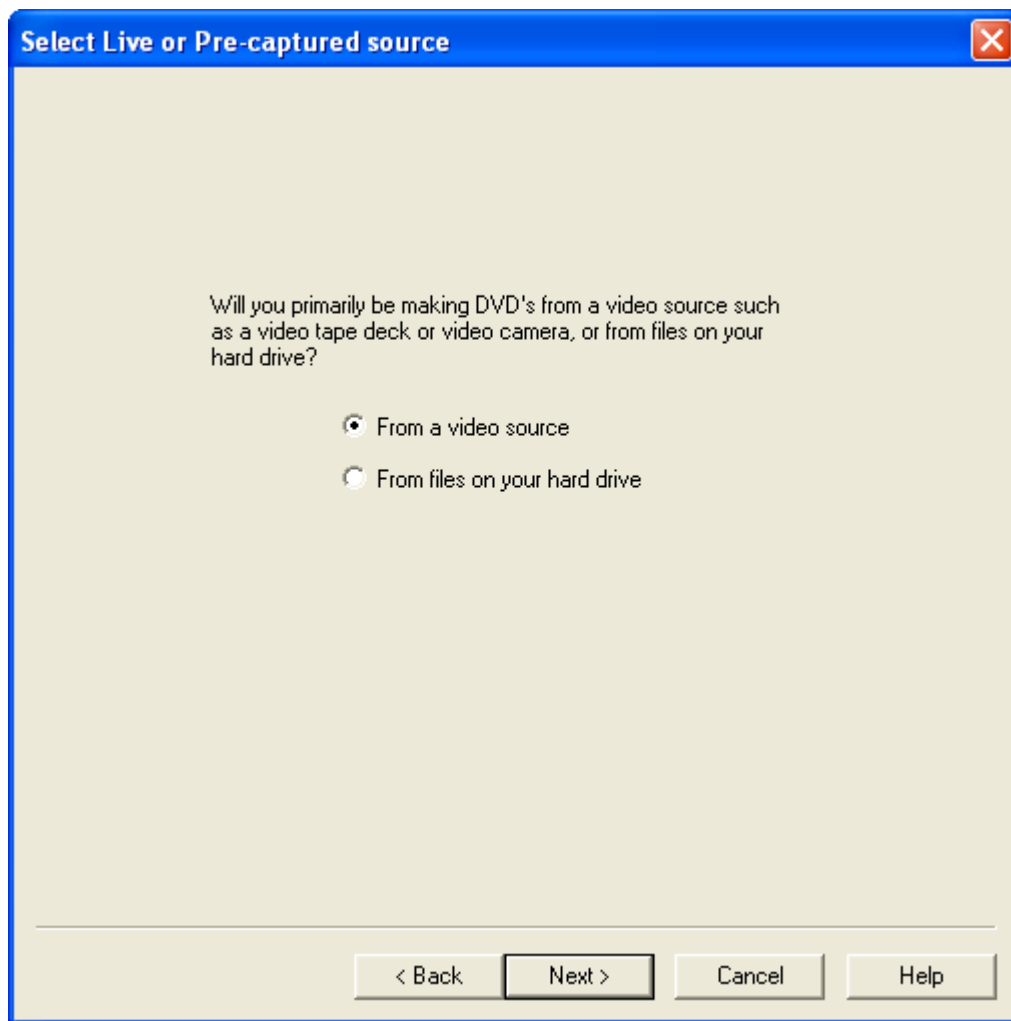 Select Live or Pre-captured source
Will you primarily be making DVD's from a video source such
as a video tape deck or video camera, or from files on your
hard drive?
From a video source
From files on your hard drive
< Back
Next >
Cancel
Help